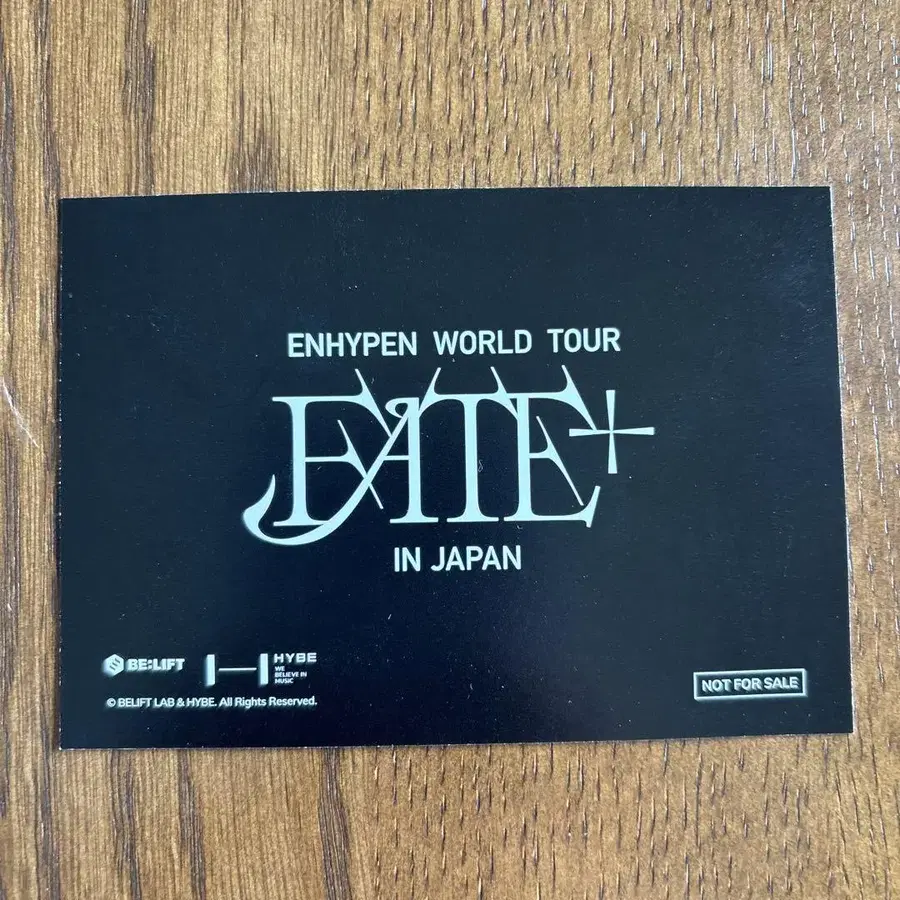 ENHYPEN WORLD TOUR
FATE+
IN JAPAN
BE:LIFT
HYBE
WE
BELIEVE IN
MUSIC
© BELIFT LAB & HYBE. All Rights Reserved.
NOT FOR SALE